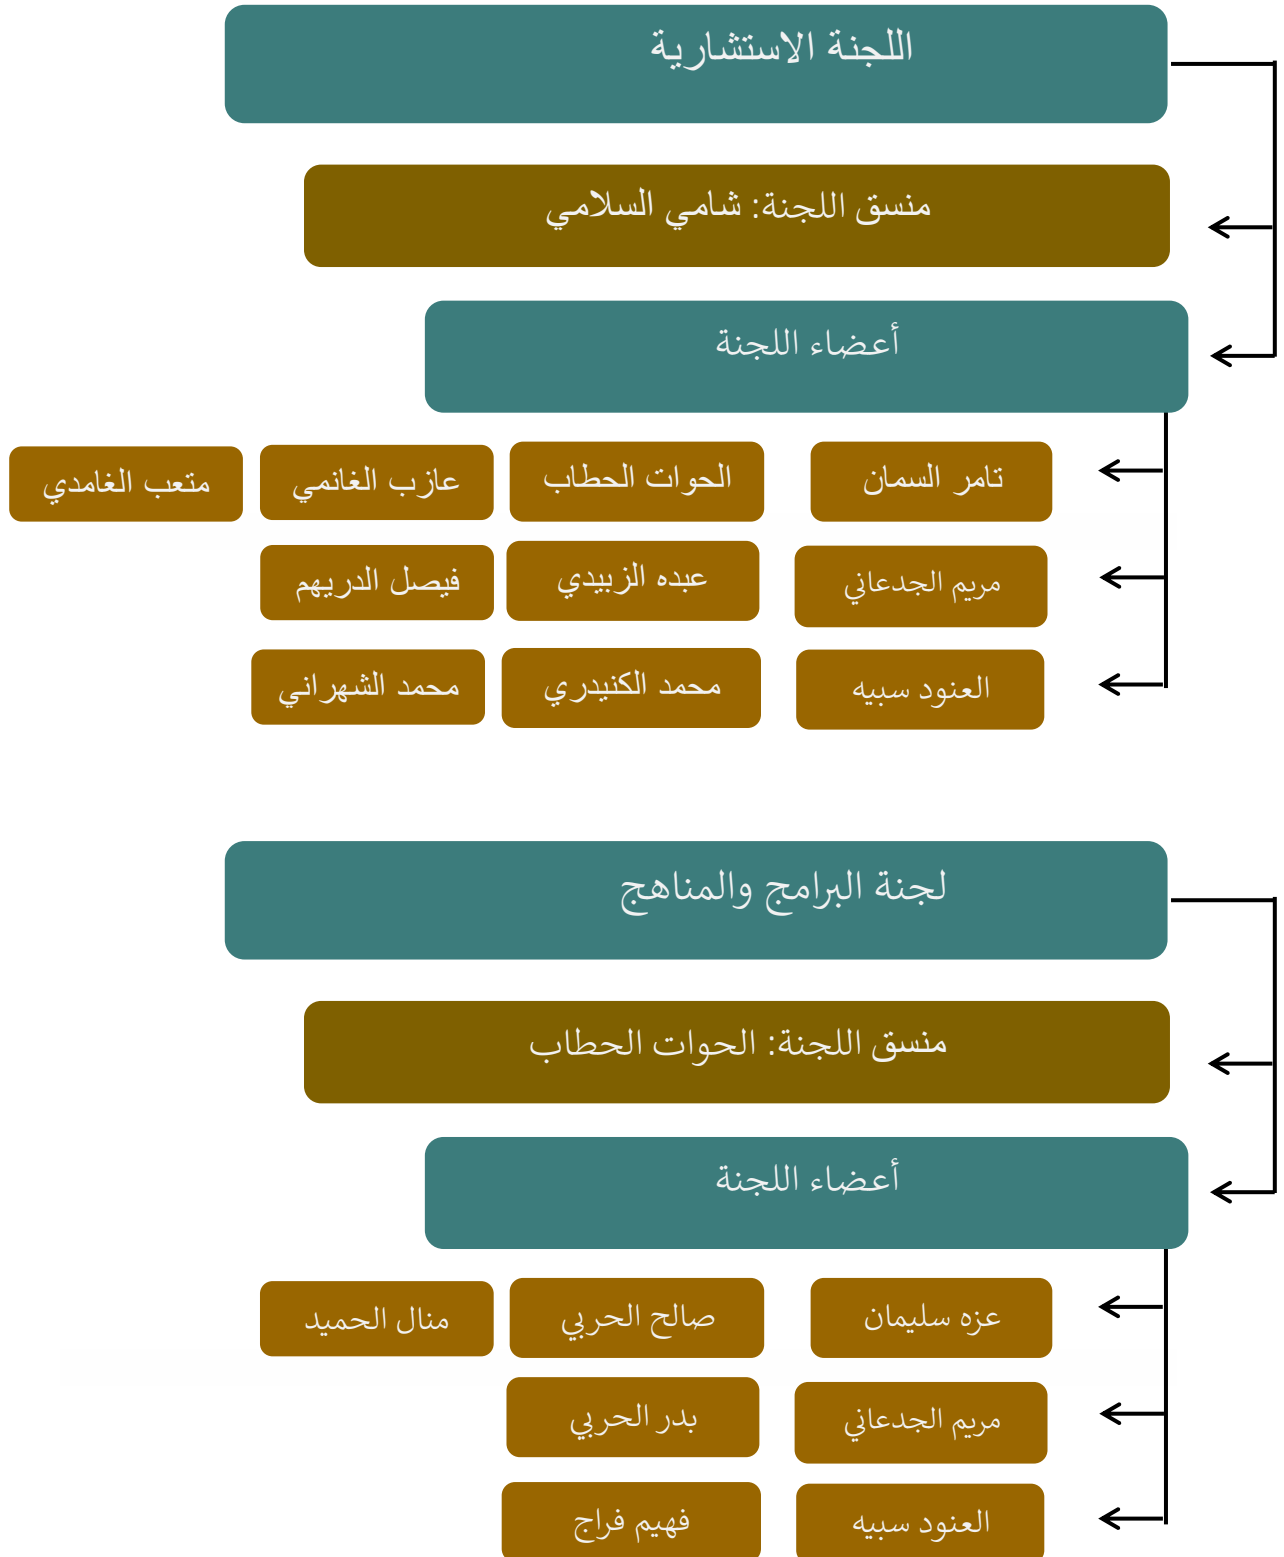 اللجنة الاستشارية
منسق اللجنة: شامي السلامي
أعضاء اللجنة
تامر السمان
الحوات الحطاب
عازب الغانمي
متعب الغامدي
مريم الجدعاني
عبده الزبيدي
فيصل الدريهم
العنود سبيه
محمد الكنيدري
محمد الشهراني
لجنة البرامج والمناهج
منسق اللجنة: الحوات الحطاب
أعضاء اللجنة
عزه سليمان
صالح الحربي
منال الحميد
مريم الجدعاني
بدر الحربي
العنود سبيه
فهيم فراج